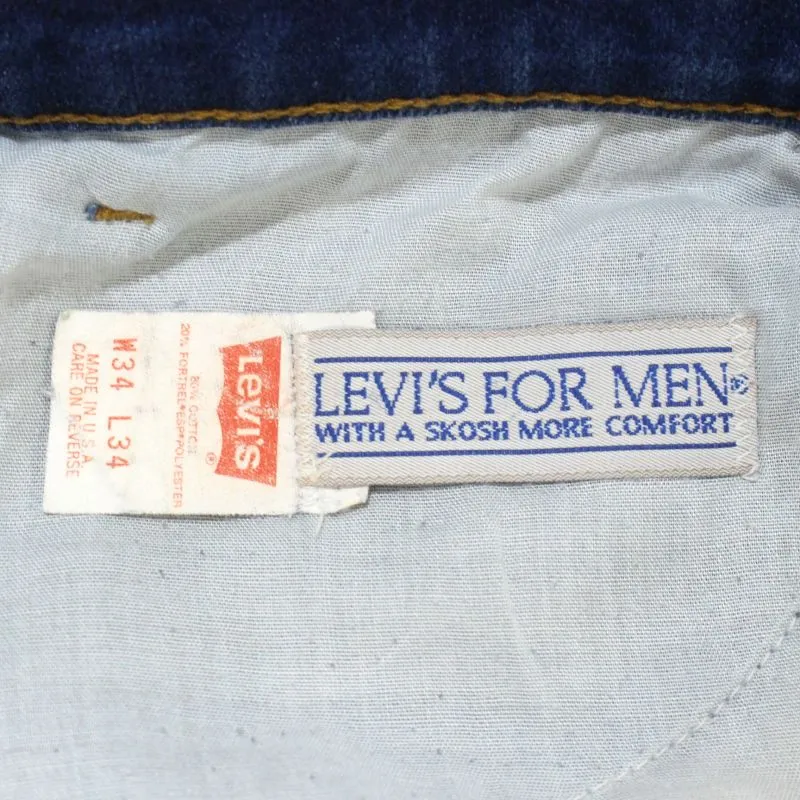 LEVI'S FOR MEN®
WITH A SKOSH MORE COMFORT
LEVI'S
®
80% COTTON
20% FORTREL® ESP® POLYESTER
W34 L34
MADE IN U.S.A.
CARE ON REVERSE